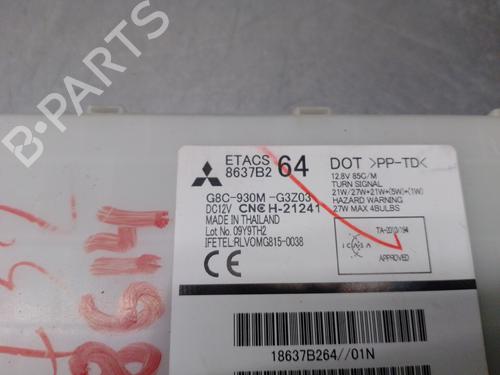 ETACS
8637B2 64
DOT >PP-TD<
12.8V 85C/M
TURN SIGNAL
21W/27W+21W+(5W)+(1W)
HAZARD WARNING
27W MAX 4BULBS
G8C-930M -G3Z03
DC12V CNC H-21241
MADE IN THAILAND
Lot No. 09Y9TH2
IFETEL:RLVOMG815-0038
TA-2013/194
ICASA
APPROVED
CE
18637B264//01N
B-PARTS